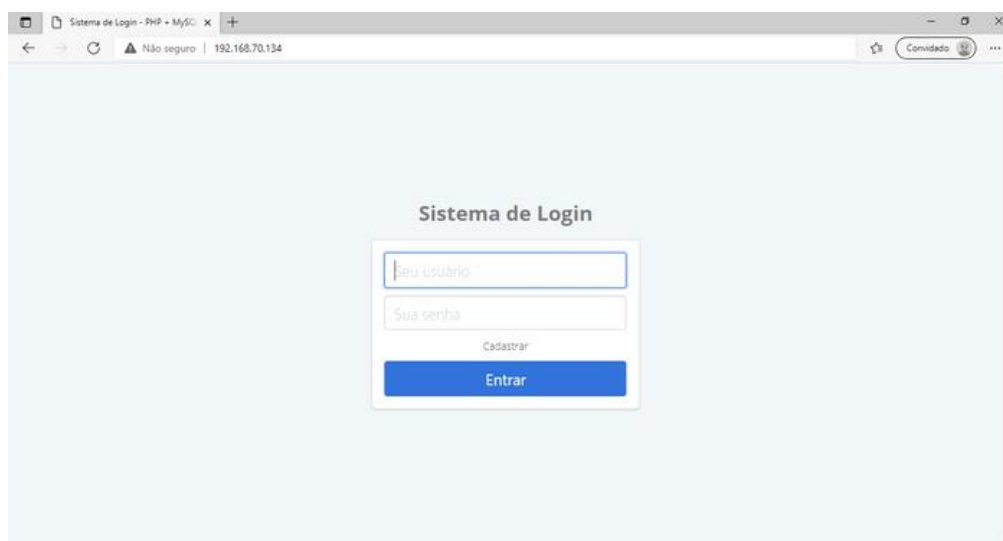 Sistema de Login - PHP + MySQ
Não seguro | 192.168.70.134
Convidado
Sistema de Login
Seu usuário
Sua senha
Cadastrar
Entrar